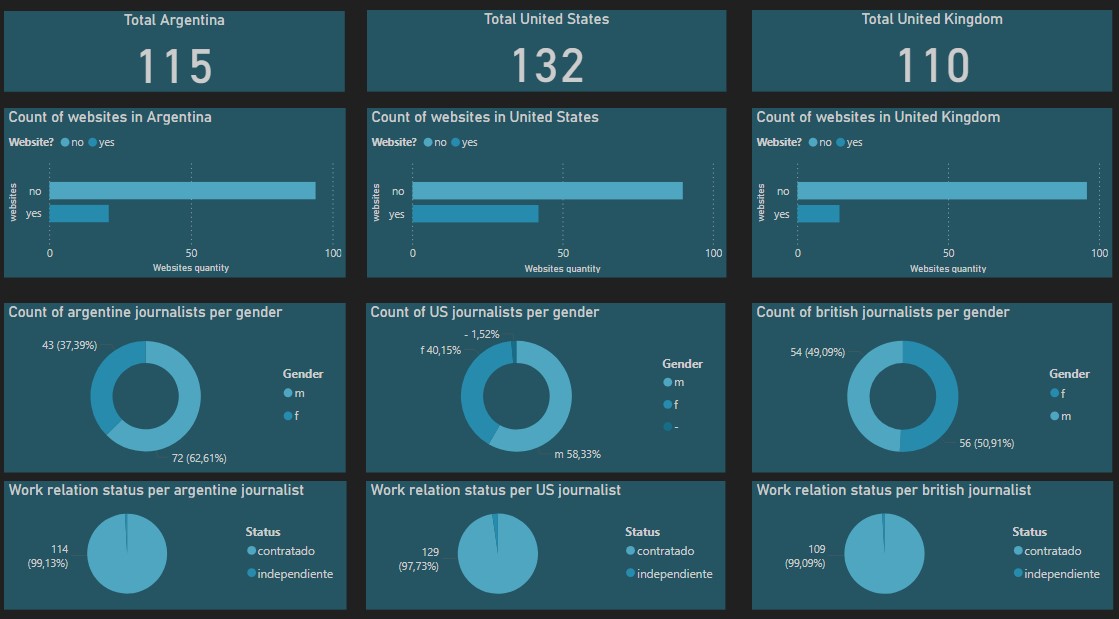 Total Argentina
115
Total United States
132
Total United Kingdom
110
Count of websites in Argentina
Website? no yes
websites
no
yes
0 50 100
Websites quantity
Count of websites in United States
Website? no yes
websites
no
yes
0 50 100
Websites quantity
Count of websites in United Kingdom
Website? no yes
websites
no
yes
0 50 100
Websites quantity
Count of argentine journalists per gender
43 (37,39%)
72 (62,61%)
Gender
m
f
Count of US journalists per gender
- 1,52%
f 40,15%
m 58,33%
Gender
m
f
-
Count of british journalists per gender
54 (49,09%)
56 (50,91%)
Gender
f
m
Work relation status per argentine journalist
114
(99,13%)
Status
contratado
independiente
Work relation status per US journalist
129
(97,73%)
Status
contratado
independiente
Work relation status per british journalist
109
(99,09%)
Status
contratado
independiente